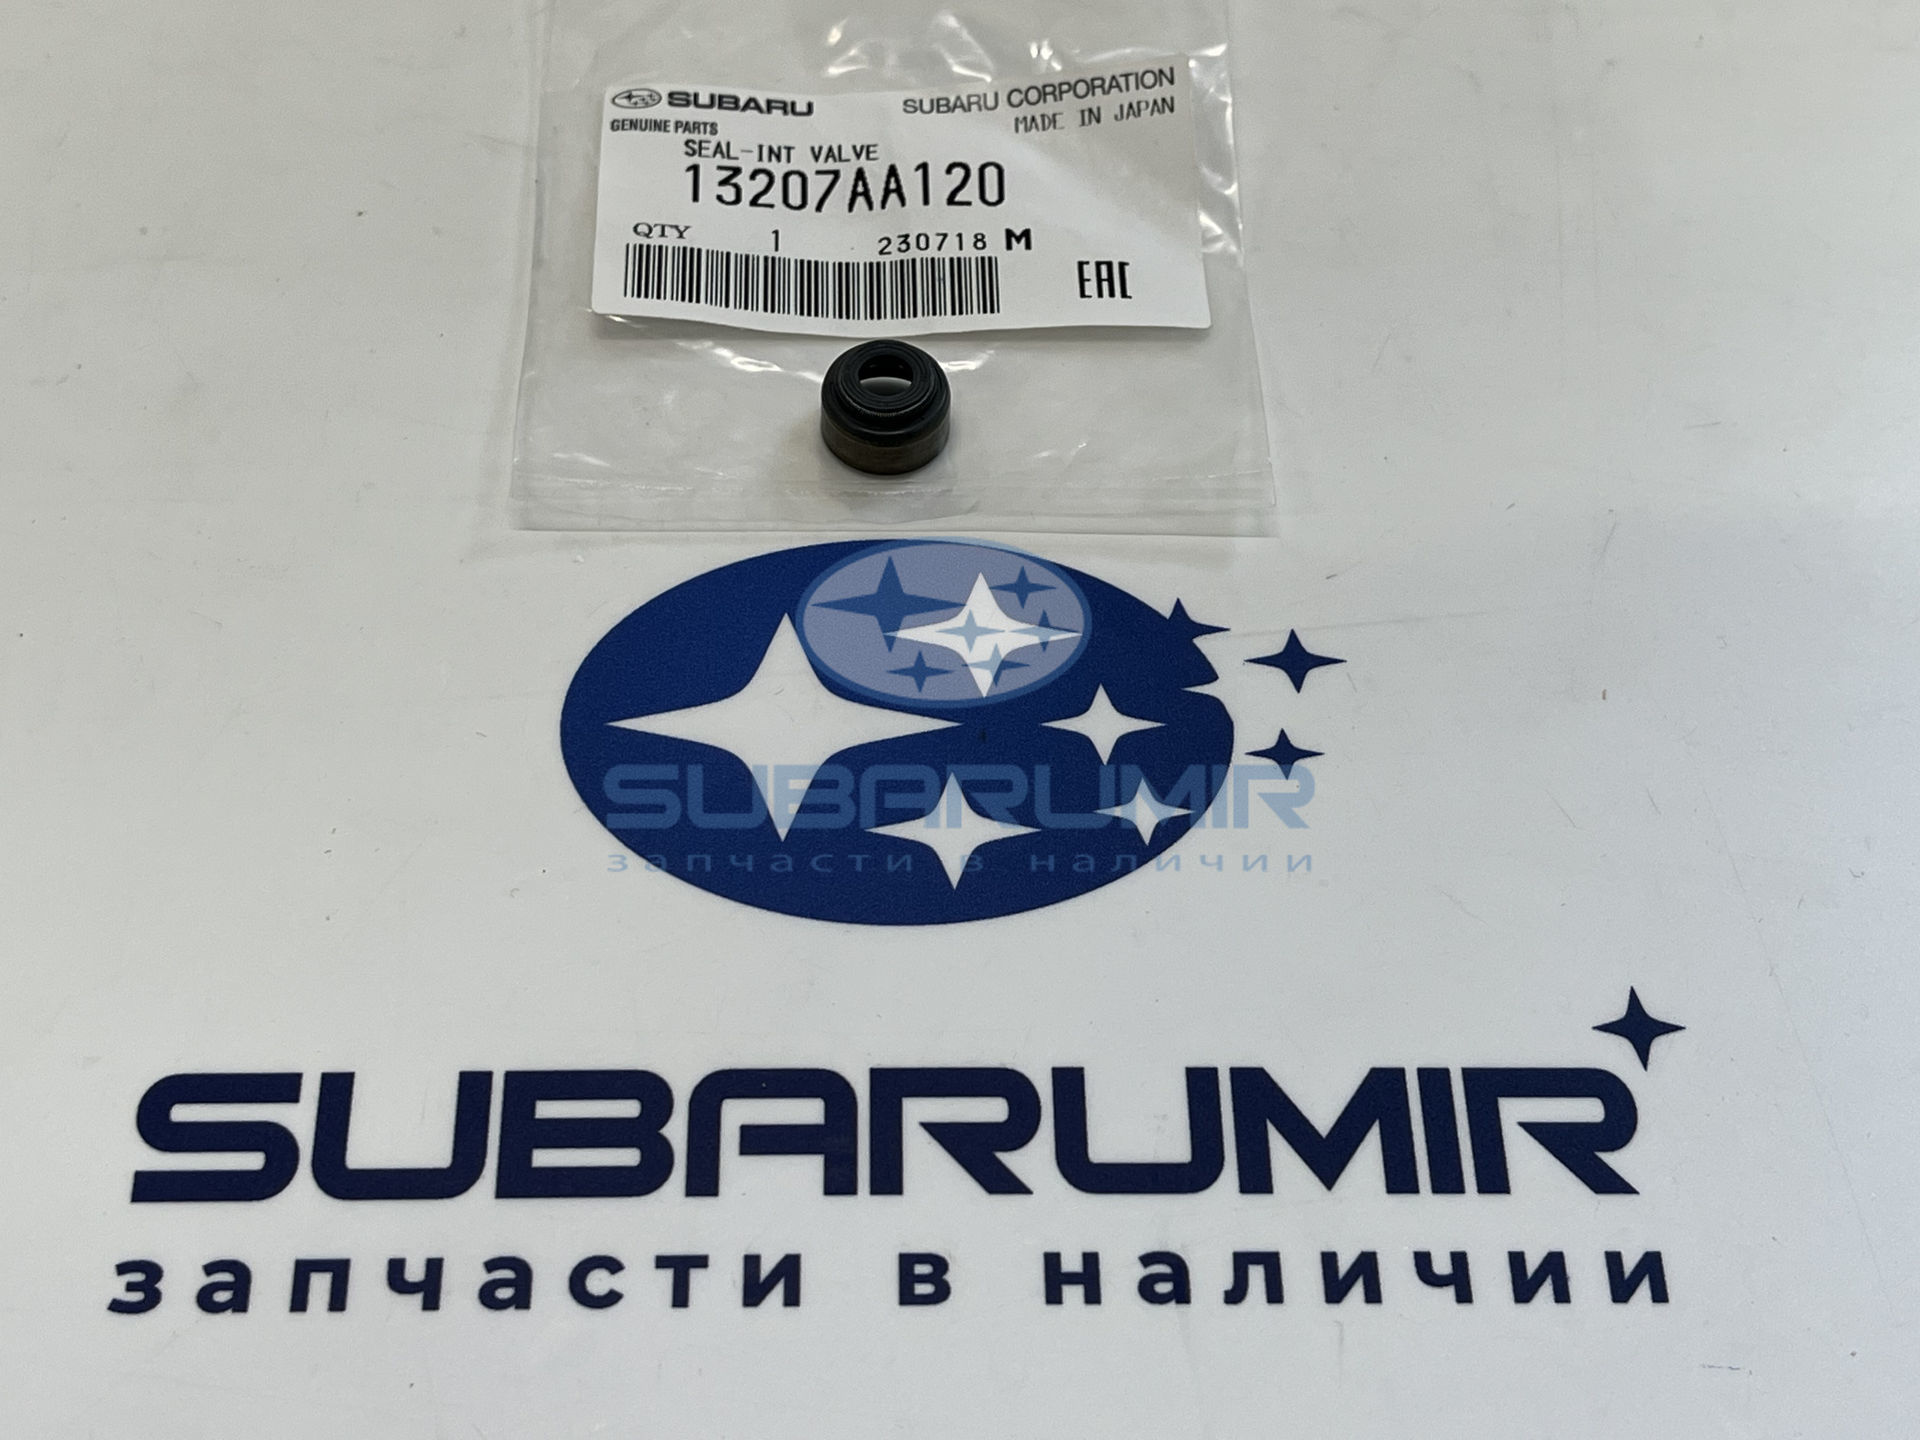 SUBARU
SUBARU CORPORATION
GENUINE PARTS
MADE IN JAPAN
SEAL-INT VALVE
13207AA120
QTY 1 230718 M
EAC
SUBARUMIR
запчасти в наличии
SUBARUMIR
запчасти в наличии